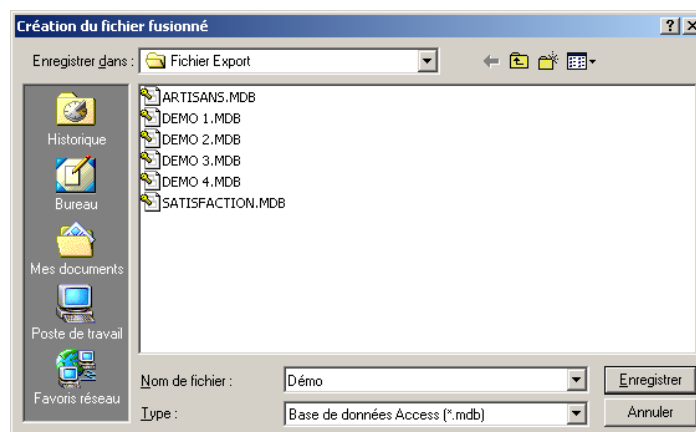 Création du fichier fusionné
Enregistrer dans : Fichier Export
ARTISANS.MDB
DEMO 1.MDB
DEMO 2.MDB
DEMO 3.MDB
DEMO 4.MDB
SATISFACTION.MDB
Historique
Bureau
Mes documents
Poste de travail
Favoris réseau
Nom de fichier : Démo Enregistrer
Type : Base de données Access (*.mdb) Annuler